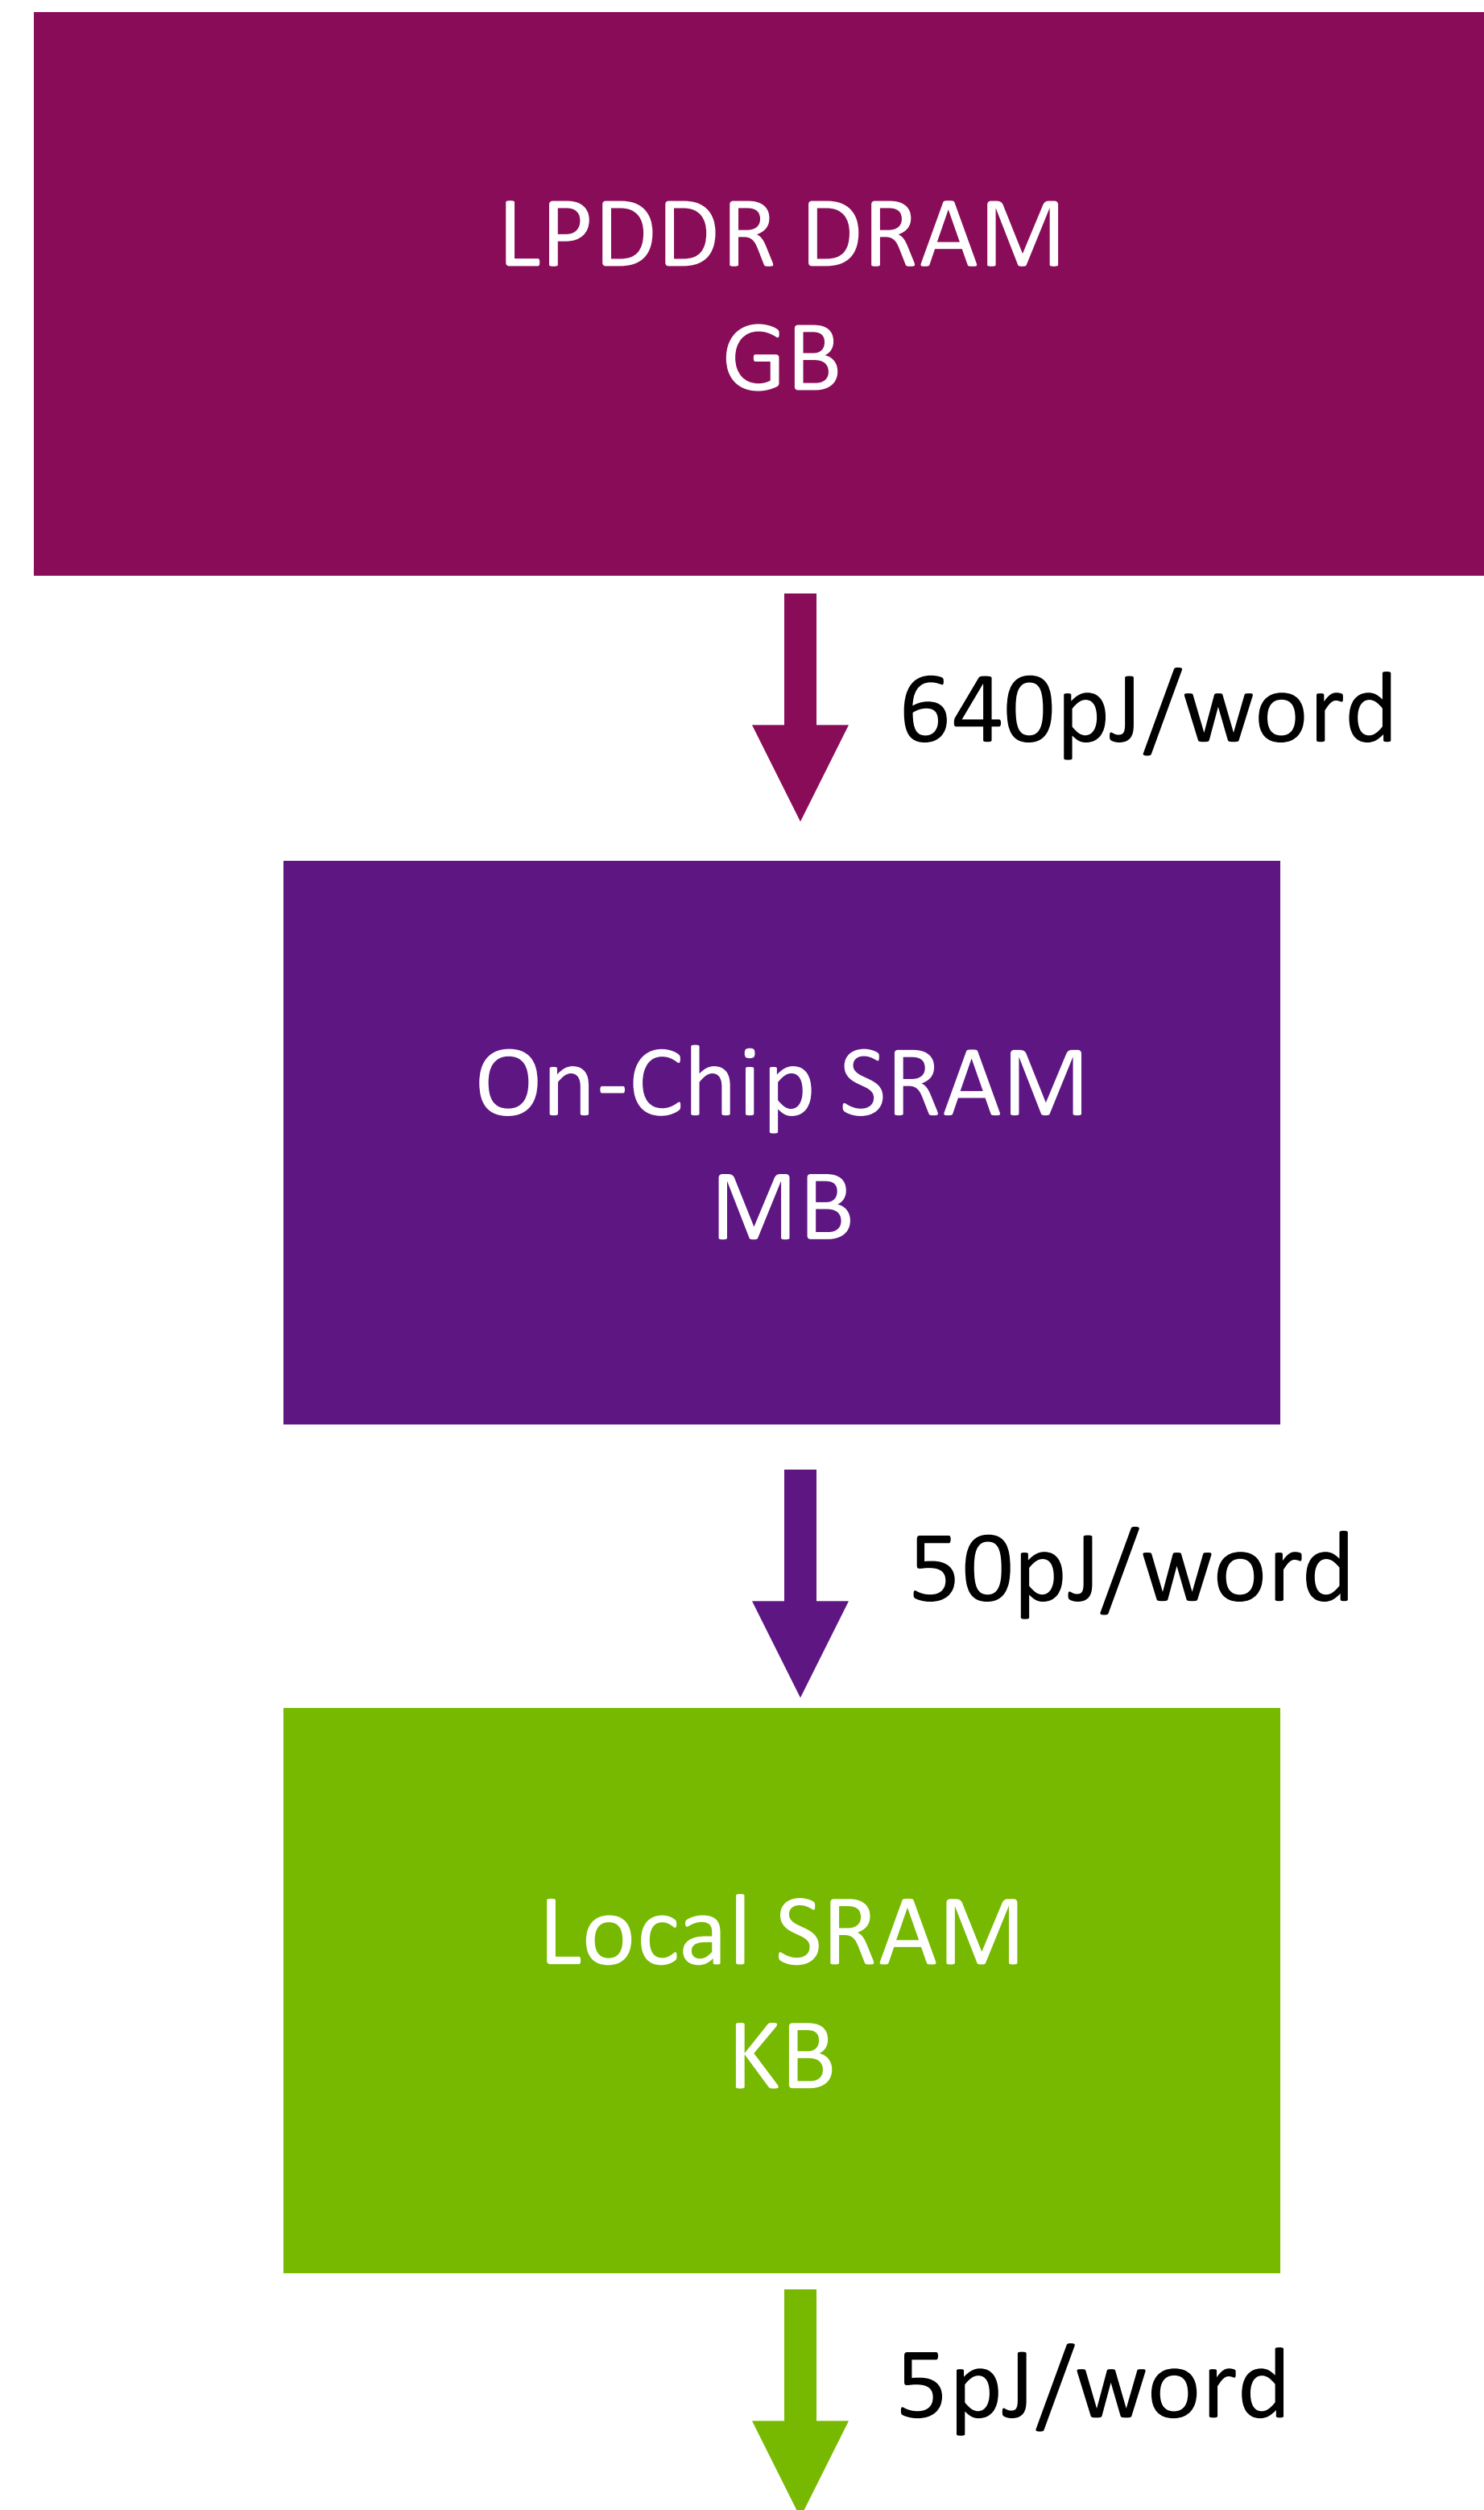 LPDDR DRAM
GB
640pJ/word
On-Chip SRAM
MB
50pJ/word
Local SRAM
KB
5pJ/word